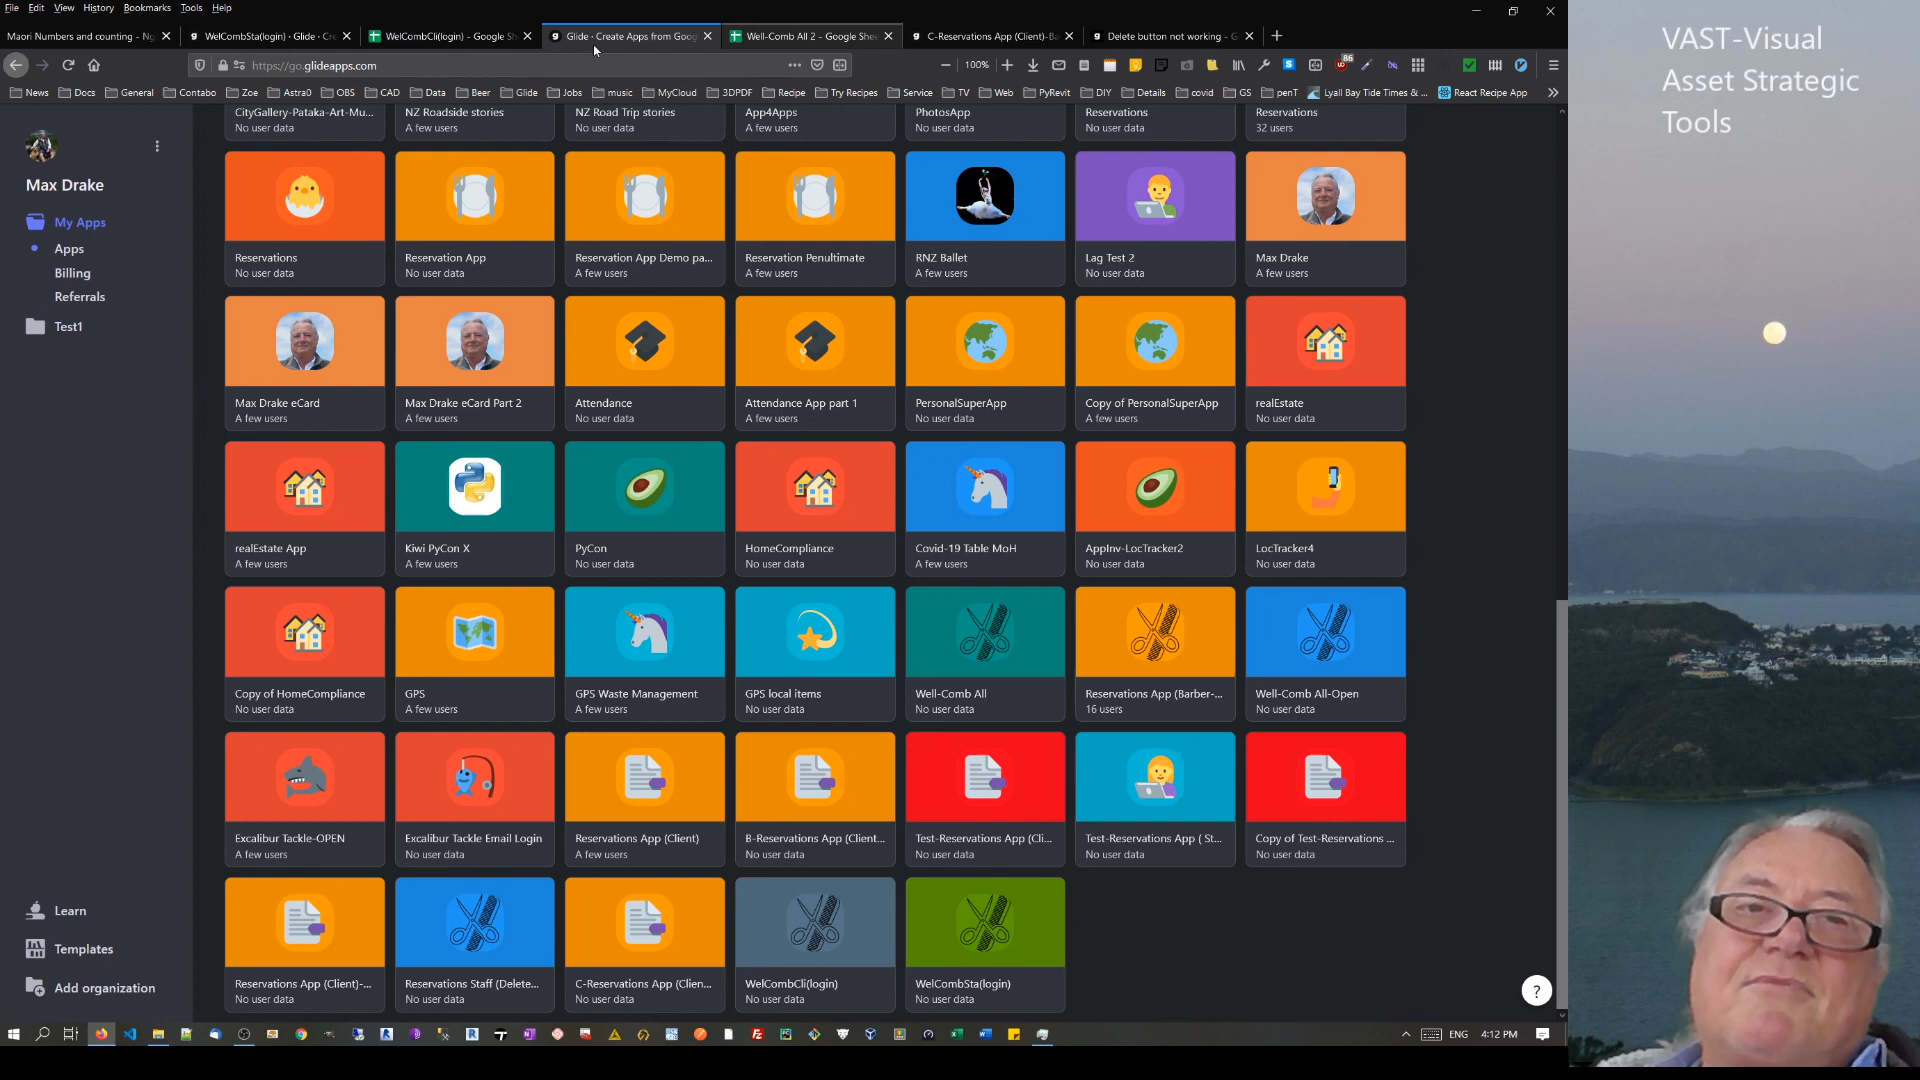 File Edit View History Bookmarks Tools Help
Maori Numbers and counting - Ng
WelCombSta(login) · Glide · Cre
WelCombCli(login) - Google She
Glide · Create Apps from Goog
Well-Comb All 2 - Google Shee
C-Reservations App (Client)-Ba
Delete button not working - G
https://go.glideapps.com
100%
86
News Docs General Contabo Zoe Astra0 OBS CAD Data Beer Glide Jobs music MyCloud 3DPDF Recipe Try Recipes Service TV Web PyRevit DIY Details covid GS penT Lyall Bay Tide Times & ... React Recipe App
VAST-Visual
Asset Strategic
Tools
Max Drake
My Apps
Apps
Billing
Referrals
Test1
Learn
Templates
Add organization
CityGallery-Pataka-Art-Mu... NZ Roadside stories NZ Road Trip stories App4Apps PhotosApp Reservations Reservations
No user data A few users No user data A few users No user data No user data 32 users
Reservations Reservation App Reservation App Demo pa... Reservation Penultimate RNZ Ballet Lag Test 2 Max Drake
No user data No user data A few users A few users A few users No user data A few users
Max Drake eCard Max Drake eCard Part 2 Attendance Attendance App part 1 PersonalSuperApp Copy of PersonalSuperApp realEstate
A few users A few users No user data A few users No user data A few users No user data
realEstate App Kiwi PyCon X PyCon HomeCompliance Covid-19 Table MoH AppInv-LocTracker2 LocTracker4
A few users A few users No user data No user data A few users No user data No user data
Copy of HomeCompliance GPS GPS Waste Management GPS local items Well-Comb All Reservations App (Barber-... Well-Comb All-Open
No user data A few users A few users No user data No user data 16 users No user data
Excalibur Tackle-OPEN Excalibur Tackle Email Login Reservations App (Client) B-Reservations App (Client... Test-Reservations App (Cli... Test-Reservations App ( St... Copy of Test-Reservations ...
A few users No user data A few users No user data No user data No user data No user data
Reservations App (Client)-... Reservations Staff (Delete... C-Reservations App (Clien... WelCombCli(login) WelCombSta(login)
No user data No user data No user data No user data No user data
?
ENG 4:12 PM